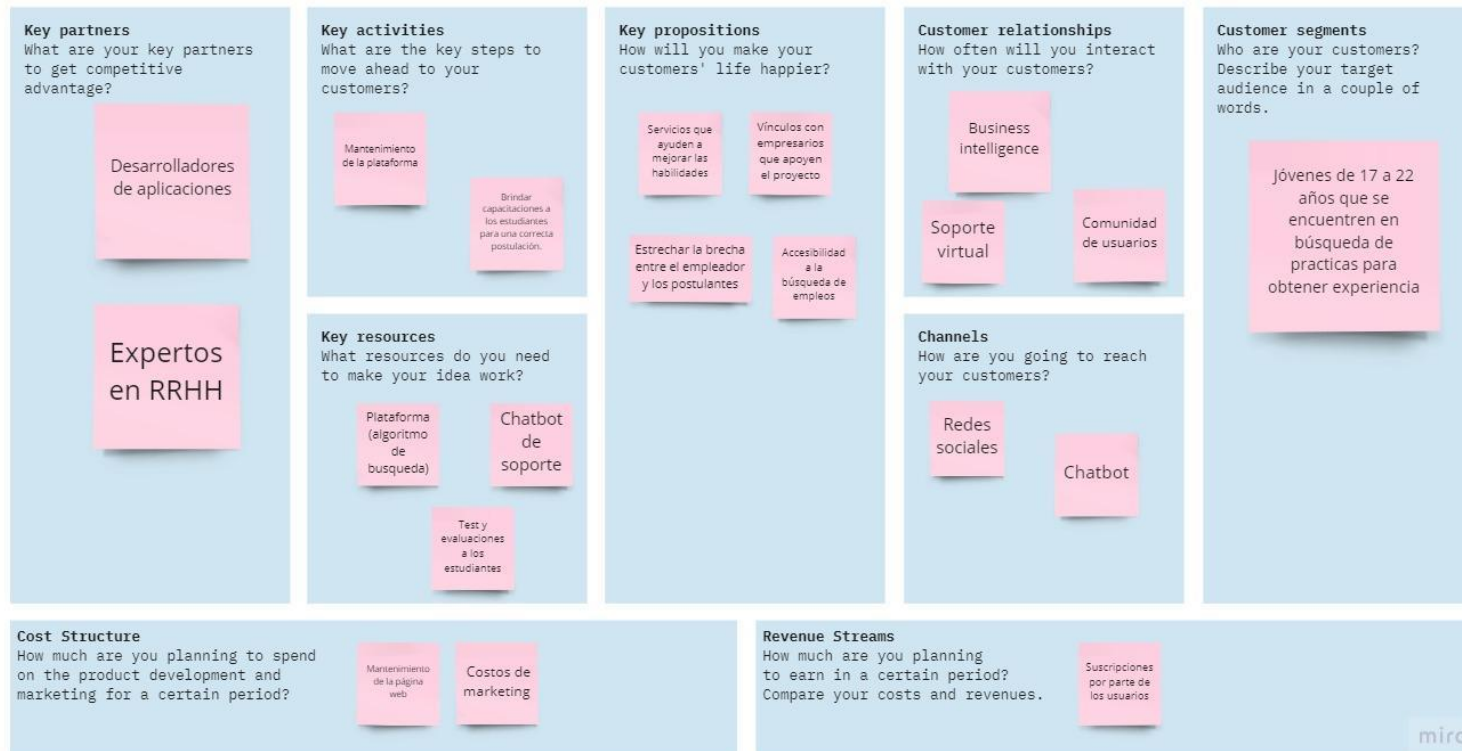 Key partners
What are your key partners
to get competitive
advantage?
Desarrolladores
de aplicaciones
Expertos
en RRHH
Key activities
What are the key steps to
move ahead to your
customers?
Mantenimiento
de la plataforma
Brindar
capacitaciones a
los estudiantes
para una correcta
postulación.
Key resources
What resources do you need
to make your idea work?
Plataforma
(algoritmo
de
busqueda)
Chatbot
de
soporte
Test y
evaluaciones
a los
estudiantes
Key propositions
How will you make your
customers' life happier?
Servicios que
ayuden a
mejorar las
habilidades
Vínculos con
empresarios
que apoyen
el proyecto
Estrechar la brecha
entre el empleador
y los postulantes
Accesibilidad
a la
búsqueda de
empleos
Customer relationships
How often will you interact
with your customers?
Business
intelligence
Soporte
virtual
Comunidad
de usuarios
Channels
How are you going to reach
your customers?
Redes
sociales
Chatbot
Customer segments
Who are your customers?
Describe your target
audience in a couple of
words.
Jóvenes de 17 a 22
años que se
encuentren en
búsqueda de
practicas para
obtener experiencia
Cost Structure
How much are you planning to spend
on the product development and
marketing for a certain period?
Mantenimiento
de la página
web
Costos de
marketing
Revenue Streams
How much are you planning
to earn in a certain period?
Compare your costs and revenues.
Suscripciones
por parte de
los usuarios
miro